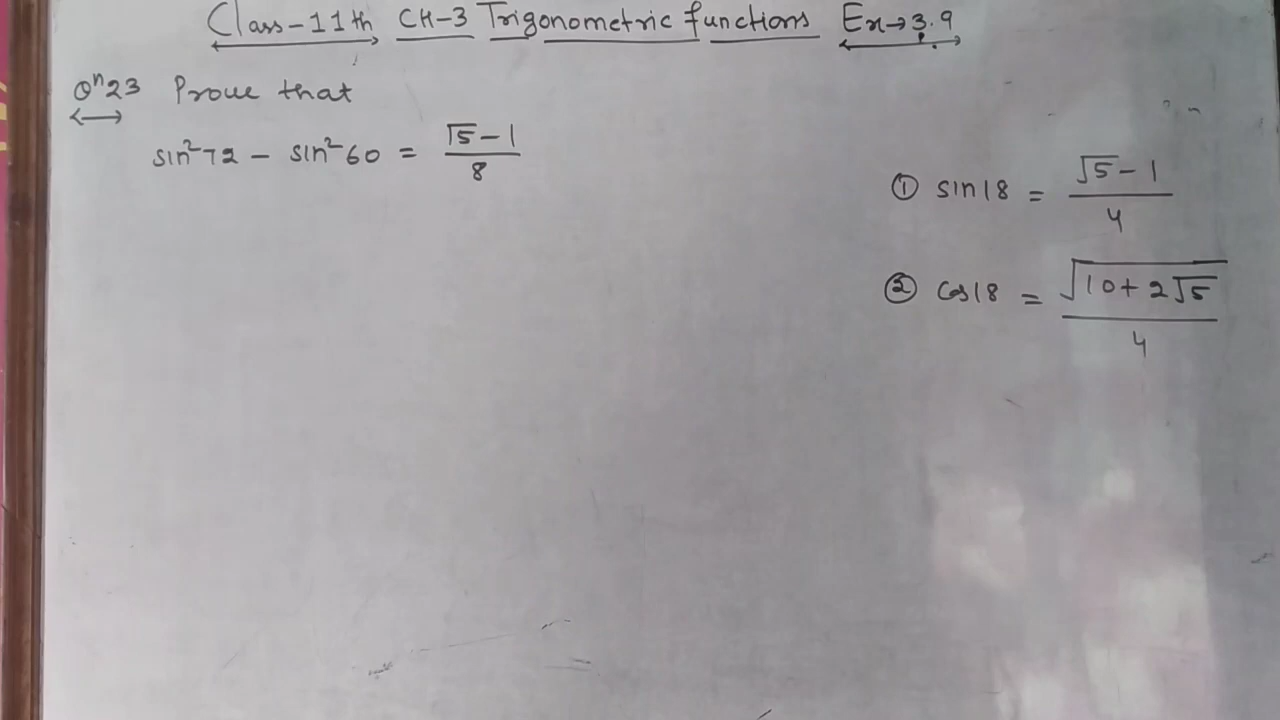 Class-11th CH-3 Trigonometric functions Ex→3.9
Qⁿ23 Prove that
sin²72 - sin²60 = (√5-1)/8
① sin18 = (√5-1)/4
② cos18 = √(10+2√5)/4